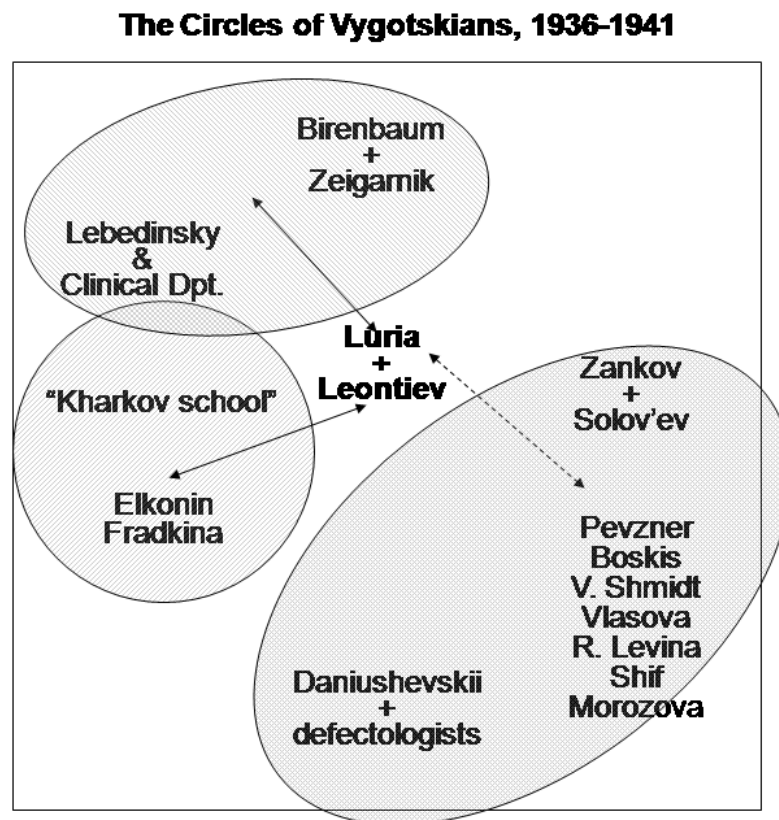 The Circles of Vygotskians, 1936-1941
Birenbaum
+
Zeigarnik
Lebedinsky
&
Clinical Dpt.
Luria
+
Leontiev
"Kharkov school"
Elkonin
Fradkina
Zankov
+
Solov'ev
Pevzner
Boskis
V. Shmidt
Vlasova
R. Levina
Shif
Morozova
Daniushevskii
+
defectologists